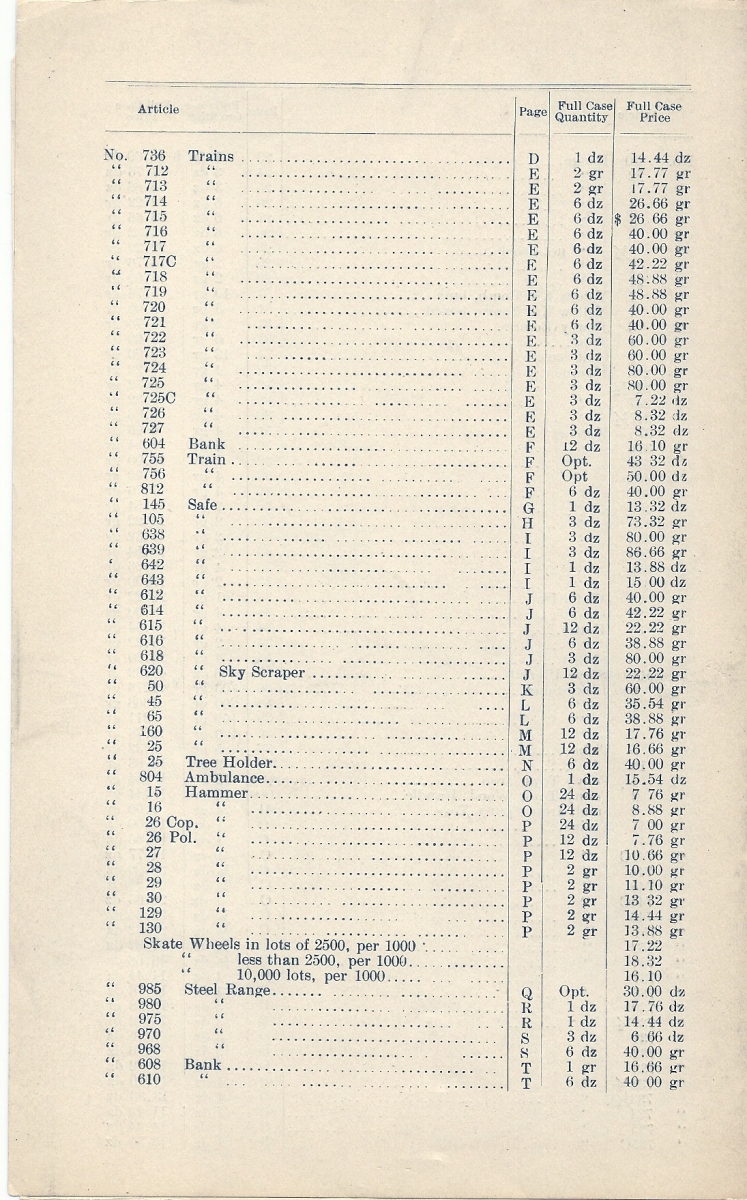 Article Page Full Case Quantity Full Case Price
No. 736 Trains D 1 dz 14.44 dz
“ 712 “ E 2 gr 17.77 gr
“ 713 “ E 2 gr 17.77 gr
“ 714 “ E 6 dz 26.66 gr
“ 715 “ E 6 dz $ 26 66 gr
“ 716 “ E 6 dz 40.00 gr
“ 717 “ E 6 dz 40.00 gr
“ 717C “ E 6 dz 42.22 gr
“ 718 “ E 6 dz 48.88 gr
“ 719 “ E 6 dz 48.88 gr
“ 720 “ E 6 dz 40.00 gr
“ 721 “ E 6 dz 40.00 gr
“ 722 “ E 3 dz 60.00 gr
“ 723 “ E 3 dz 60.00 gr
“ 724 “ E 3 dz 80.00 gr
“ 725 “ E 3 dz 80.00 gr
“ 725C “ E 3 dz 7.22 dz
“ 726 “ E 3 dz 8.32 dz
“ 727 “ E 3 dz 8.32 dz
“ 604 Bank F 12 dz 16 10 gr
“ 755 Train F Opt. 43 32 dz
“ 756 “ F Opt 50.00 dz
“ 812 “ F 6 dz 40.00 gr
“ 145 Safe G 1 dz 13.32 dz
“ 105 “ H 3 dz 73.32 gr
“ 638 “ I 3 dz 80.00 gr
“ 639 “ I 3 dz 86.66 gr
“ 642 “ I 1 dz 13.88 dz
“ 643 “ I 1 dz 15 00 dz
“ 612 “ J 6 dz 40.00 gr
“ 614 “ J 6 dz 42.22 gr
“ 615 “ J 12 dz 22.22 gr
“ 616 “ J 6 dz 38.88 gr
“ 618 “ J 3 dz 80.00 gr
“ 620 “ Sky Scraper J 12 dz 22.22 gr
“ 50 “ K 3 dz 60.00 gr
“ 45 “ L 6 dz 35.54 gr
“ 65 “ L 6 dz 38.88 gr
“ 160 “ M 12 dz 17.76 gr
“ 25 “ M 12 dz 16.66 gr
“ 25 Tree Holder N 6 dz 40.00 gr
“ 804 Ambulance O 1 dz 15.54 dz
“ 15 Hammer O 24 dz 7 76 gr
“ 16 “ O 24 dz 8.88 gr
“ 26 Cop. “ P 24 dz 7 00 gr
“ 26 Pol. “ P 12 dz 7.76 gr
“ 27 “ P 12 dz 10.66 gr
“ 28 “ P 2 gr 10.00 gr
“ 29 “ P 2 gr 11.10 gr
“ 30 “ P 2 gr 13 32 gr
“ 129 “ P 2 gr 14.44 gr
“ 130 “ P 2 gr 13.88 gr
Skate Wheels in lots of 2500, per 1000 17.22
“ less than 2500, per 1000 18.32
“ 10,000 lots, per 1000 16.10
“ 985 Steel Range Q Opt. 30.00 dz
“ 980 “ R 1 dz 17.76 dz
“ 975 “ R 1 dz 14.44 dz
“ 970 “ S 3 dz 6 66 dz
“ 968 “ S 6 dz 40.00 gr
“ 608 Bank T 1 gr 16.66 gr
“ 610 “ T 6 dz 40 00 gr